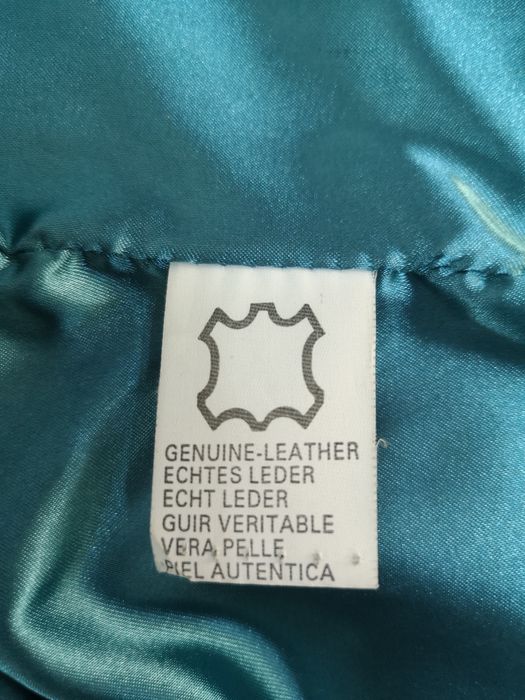 GENUINE-LEATHER
ECHTES LEDER
ECHT LEDER
GUIR VERITABLE
VERA PELLE
PIEL AUTENTICA